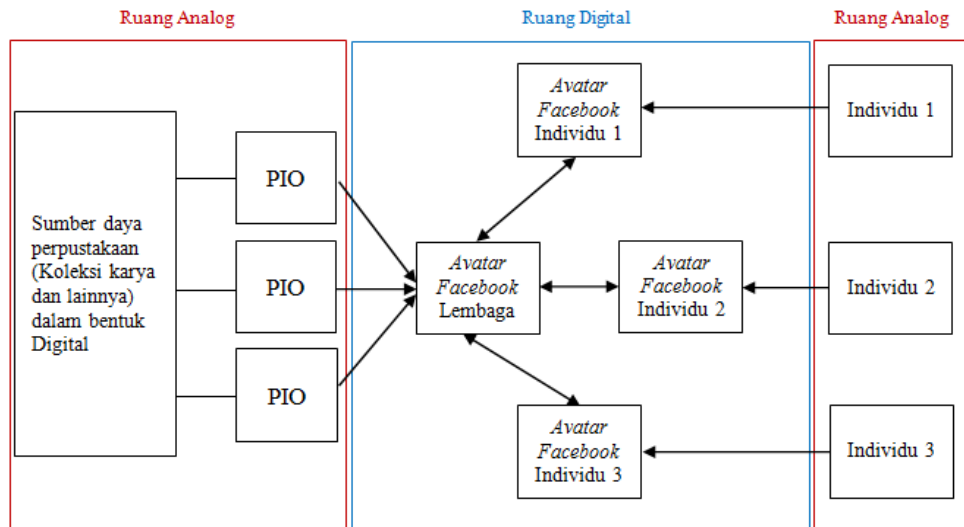 Ruang Analog
Ruang Digital
Ruang Analog
Sumber daya
perpustakaan
(Koleksi karya
dan lainnya)
dalam bentuk
Digital
PIO
PIO
PIO
Avatar
Facebook
Lembaga
Avatar
Facebook
Individu 1
Avatar
Facebook
Individu 2
Avatar
Facebook
Individu 3
Individu 1
Individu 2
Individu 3